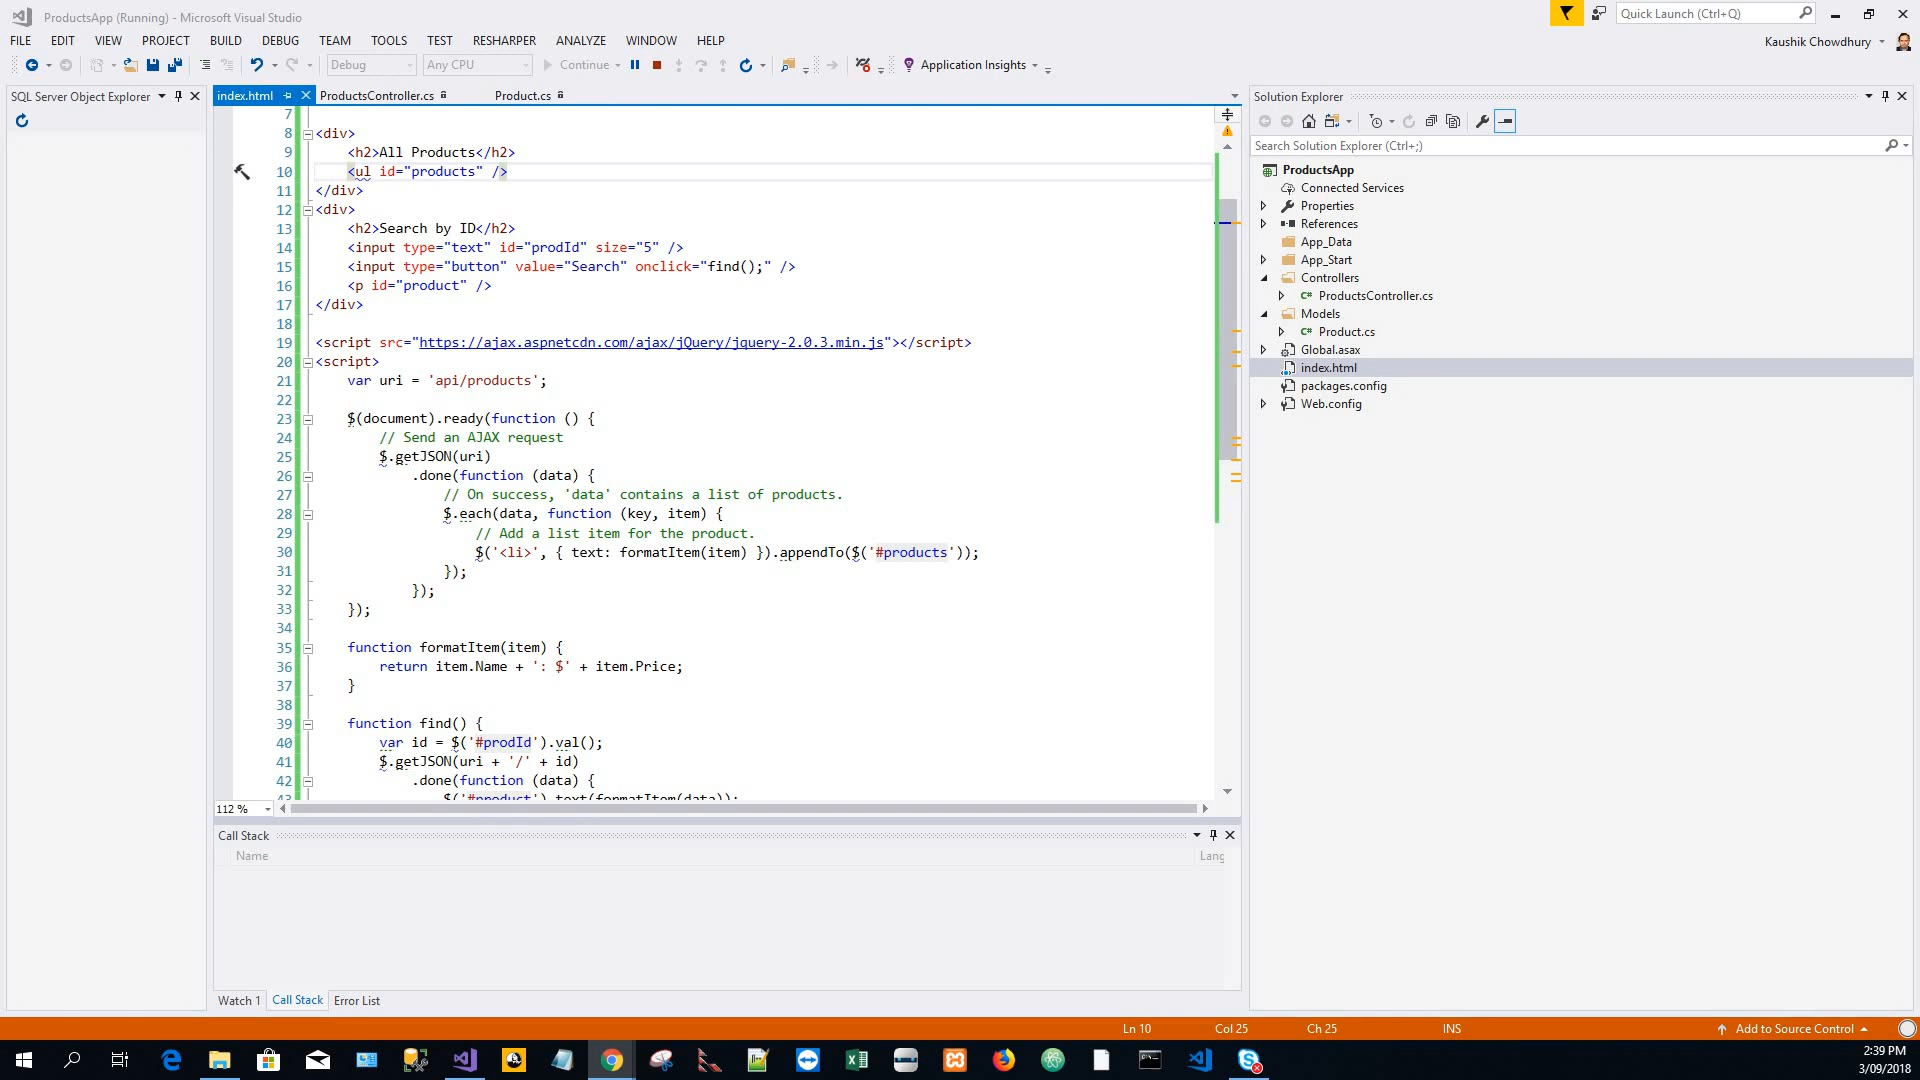 ProductsApp (Running) - Microsoft Visual Studio
Quick Launch (Ctrl+Q)
FILE EDIT VIEW PROJECT BUILD DEBUG TEAM TOOLS TEST RESHARPER ANALYZE WINDOW HELP
Kaushik Chowdhury
Debug Any CPU Continue Application Insights
SQL Server Object Explorer
index.html ProductsController.cs Product.cs
7
8 <div>
9 <h2>All Products</h2>
10 <ul id="products" />
11 </div>
12 <div>
13 <h2>Search by ID</h2>
14 <input type="text" id="prodId" size="5" />
15 <input type="button" value="Search" onclick="find();" />
16 <p id="product" />
17 </div>
18
19 <script src="https://ajax.aspnetcdn.com/ajax/jQuery/jquery-2.0.3.min.js"></script>
20 <script>
21 var uri = 'api/products';
22
23 $(document).ready(function () {
24 // Send an AJAX request
25 $.getJSON(uri)
26 .done(function (data) {
27 // On success, 'data' contains a list of products.
28 $.each(data, function (key, item) {
29 // Add a list item for the product.
30 $('<li>', { text: formatItem(item) }).appendTo($('#products'));
31 });
32 });
33 });
34
35 function formatItem(item) {
36 return item.Name + ': $' + item.Price;
37 }
38
39 function find() {
40 var id = $('#prodId').val();
41 $.getJSON(uri + '/' + id)
42 .done(function (data) {
43 $('#product').text(formatItem(data));
112 %
Call Stack
Name Lang
Watch 1 Call Stack Error List
Solution Explorer
Search Solution Explorer (Ctrl+;)
ProductsApp
Connected Services
Properties
References
App_Data
App_Start
Controllers
C# ProductsController.cs
Models
C# Product.cs
Global.asax
index.html
packages.config
Web.config
Ln 10 Col 25 Ch 25 INS Add to Source Control
2:39 PM
3/09/2018